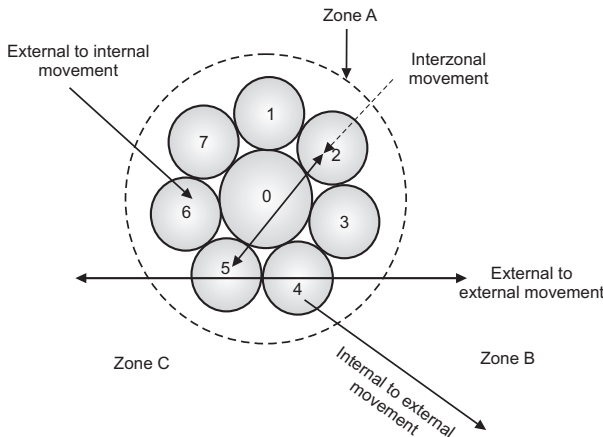 Zone A
External to internal
movement
Interzonal
movement
1
7
2
0
6
3
5
4
External to
external movement
Zone C
Zone B
Internal to external
movement